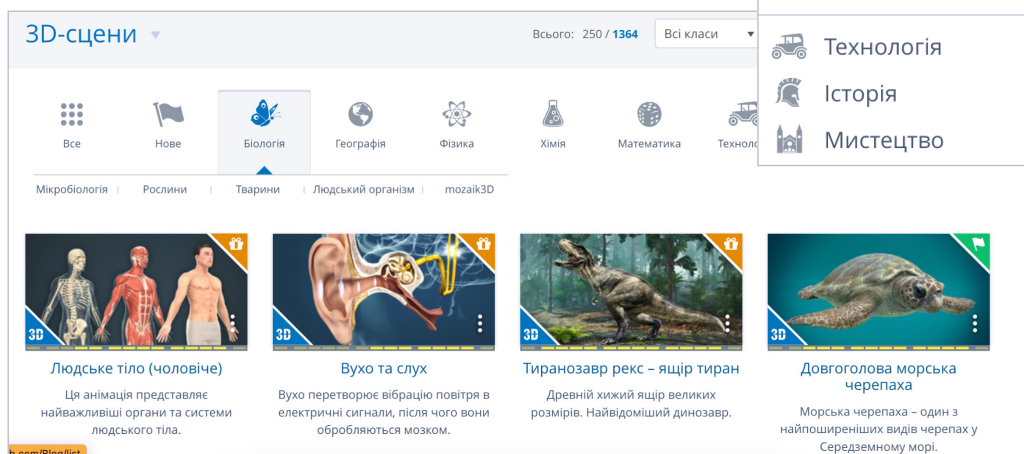 3D-сцени
Всього: 250 / 1364
Всі класи
Технологія
Історія
Мистецтво
Все
Нове
Біологія
Географія
Фізика
Хімія
Математика
Мікробіологія
Рослини
Тварини
Людський організм
mozaik3D
3D
3D
3D
3D
Людське тіло (чоловіче)
Ця анімація представляє
найважливіші органи та системи
людського тіла.
Вухо та слух
Вухо перетворює вібрацію повітря в
електричні сигнали, після чого вони
обробляються мозком.
Тиранозавр рекс – ящір тиран
Древній хижий ящір великих
розмірів. Найвідоміший динозавр.
Довгоголова морська
черепаха
Морська черепаха – один з
найпоширеніших видів черепах у
Середземному морі.